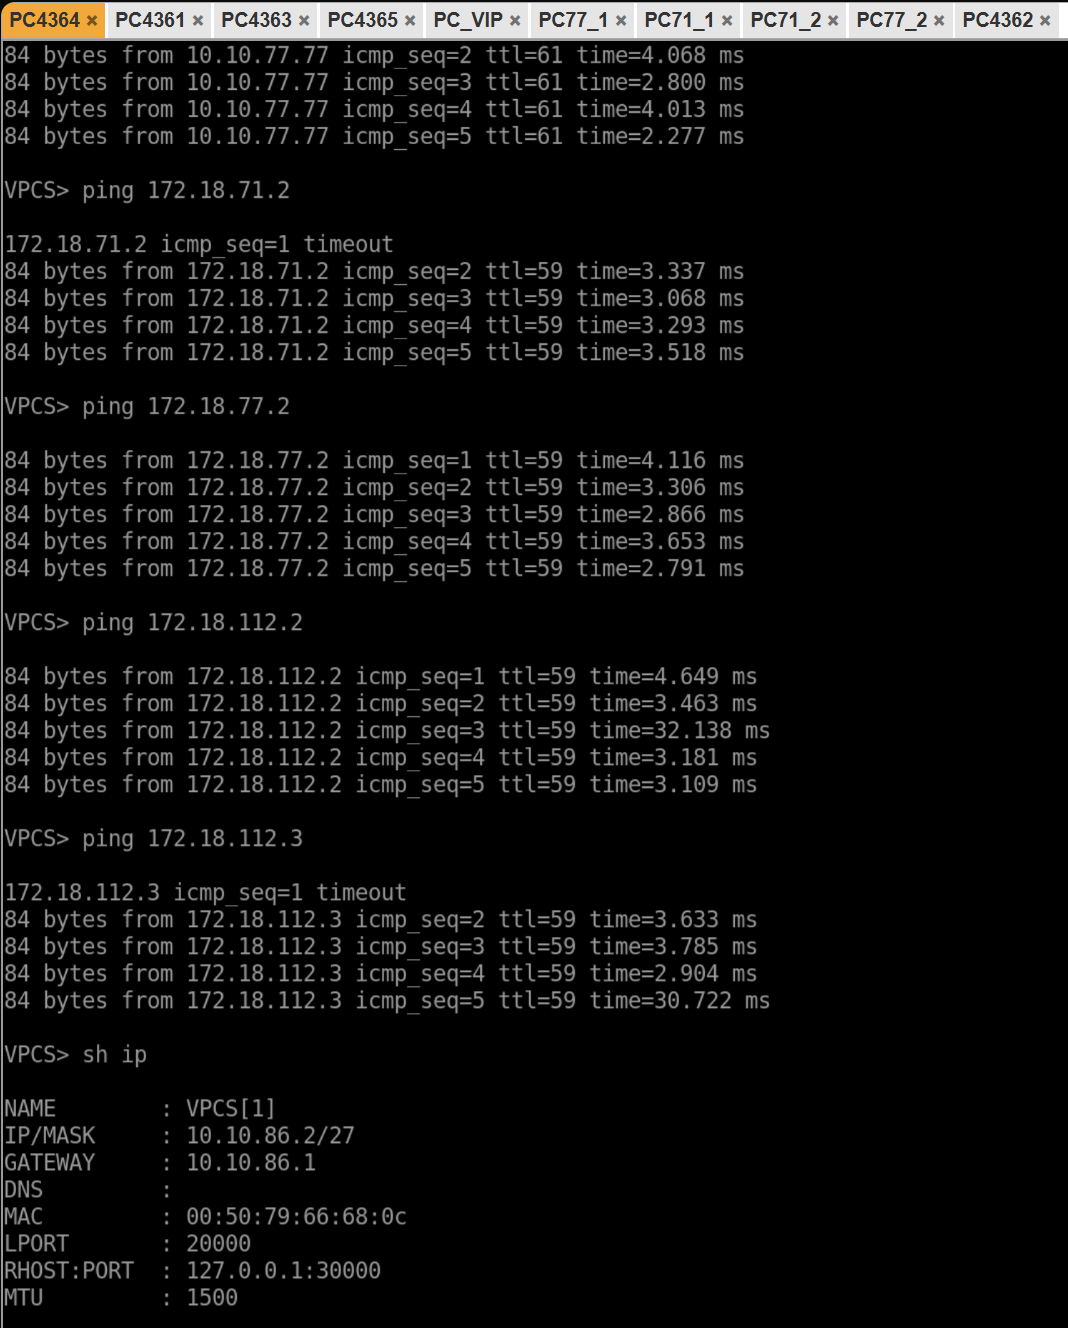 PC4364 × PC4361 × PC4363 × PC4365 × PC_VIP × PC77_1 × PC71_1 × PC71_2 × PC77_2 × PC4362 ×
84 bytes from 10.10.77.77 icmp_seq=2 ttl=61 time=4.068 ms
84 bytes from 10.10.77.77 icmp_seq=3 ttl=61 time=2.800 ms
84 bytes from 10.10.77.77 icmp_seq=4 ttl=61 time=4.013 ms
84 bytes from 10.10.77.77 icmp_seq=5 ttl=61 time=2.277 ms
VPCS> ping 172.18.71.2
172.18.71.2 icmp_seq=1 timeout
84 bytes from 172.18.71.2 icmp_seq=2 ttl=59 time=3.337 ms
84 bytes from 172.18.71.2 icmp_seq=3 ttl=59 time=3.068 ms
84 bytes from 172.18.71.2 icmp_seq=4 ttl=59 time=3.293 ms
84 bytes from 172.18.71.2 icmp_seq=5 ttl=59 time=3.518 ms
VPCS> ping 172.18.77.2
84 bytes from 172.18.77.2 icmp_seq=1 ttl=59 time=4.116 ms
84 bytes from 172.18.77.2 icmp_seq=2 ttl=59 time=3.306 ms
84 bytes from 172.18.77.2 icmp_seq=3 ttl=59 time=2.866 ms
84 bytes from 172.18.77.2 icmp_seq=4 ttl=59 time=3.653 ms
84 bytes from 172.18.77.2 icmp_seq=5 ttl=59 time=2.791 ms
VPCS> ping 172.18.112.2
84 bytes from 172.18.112.2 icmp_seq=1 ttl=59 time=4.649 ms
84 bytes from 172.18.112.2 icmp_seq=2 ttl=59 time=3.463 ms
84 bytes from 172.18.112.2 icmp_seq=3 ttl=59 time=32.138 ms
84 bytes from 172.18.112.2 icmp_seq=4 ttl=59 time=3.181 ms
84 bytes from 172.18.112.2 icmp_seq=5 ttl=59 time=3.109 ms
VPCS> ping 172.18.112.3
172.18.112.3 icmp_seq=1 timeout
84 bytes from 172.18.112.3 icmp_seq=2 ttl=59 time=3.633 ms
84 bytes from 172.18.112.3 icmp_seq=3 ttl=59 time=3.785 ms
84 bytes from 172.18.112.3 icmp_seq=4 ttl=59 time=2.904 ms
84 bytes from 172.18.112.3 icmp_seq=5 ttl=59 time=30.722 ms
VPCS> sh ip
NAME : VPCS[1]
IP/MASK : 10.10.86.2/27
GATEWAY : 10.10.86.1
DNS :
MAC : 00:50:79:66:68:0c
LPORT : 20000
RHOST:PORT : 127.0.0.1:30000
MTU : 1500